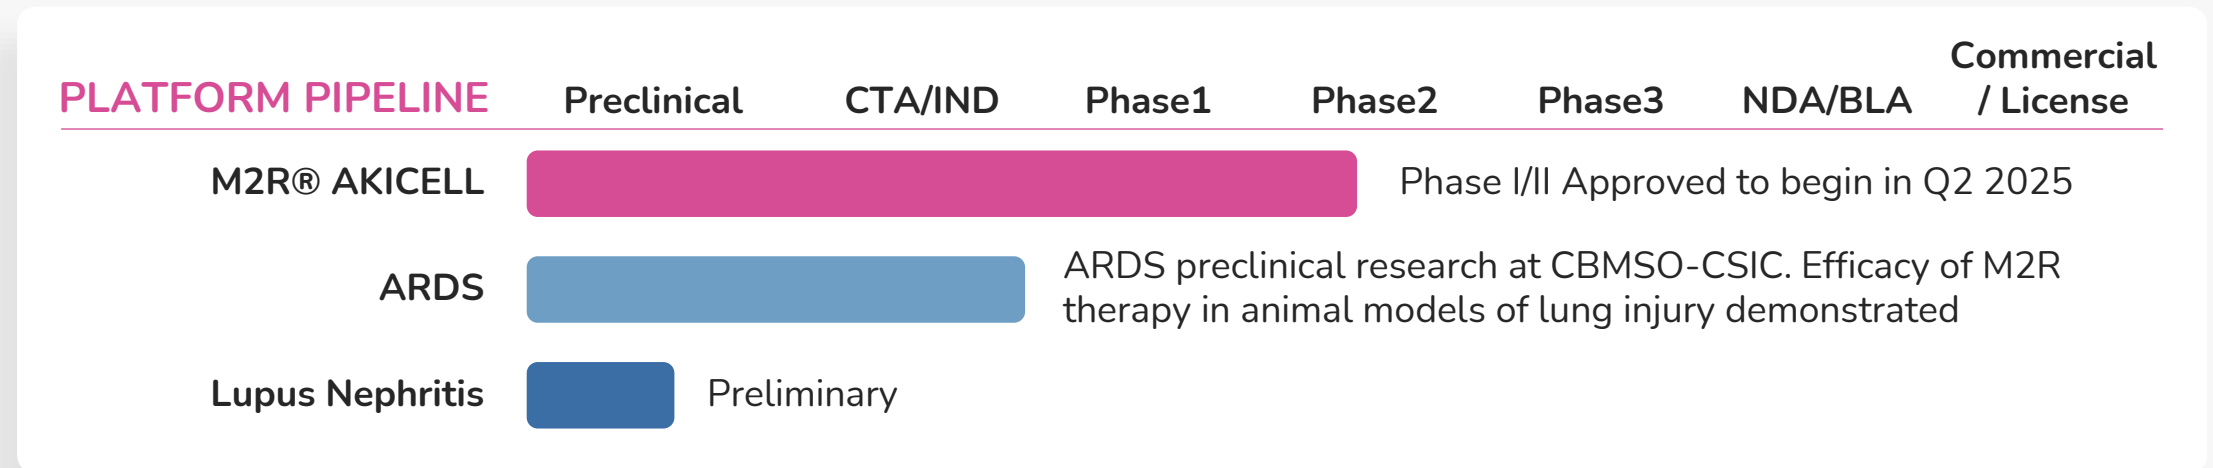 PLATFORM PIPELINE
Preclinical
CTA/IND
Phase1
Phase2
Phase3
NDA/BLA
Commercial
/ License
M2R® AKICELL
Phase I/II Approved to begin in Q2 2025
ARDS
ARDS preclinical research at CBMSO-CSIC. Efficacy of M2R
therapy in animal models of lung injury demonstrated
Lupus Nephritis
Preliminary